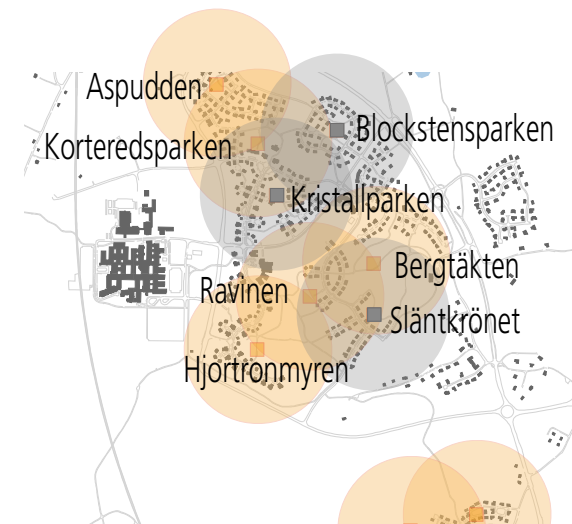 Aspudden
Blockstensparken
Korteredsparken
Kristallparken
Bergtäkten
Ravinen
Släntkrönet
Hjortronmyren